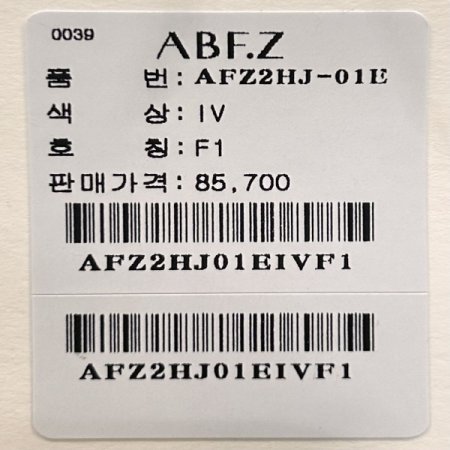 0039
ABF.Z
품 번: AFZ2HJ-01E
색 상: IV
호 칭: F1
판매가격: 85,700
AFZ2HJ01EIVF1
AFZ2HJ01EIVF1